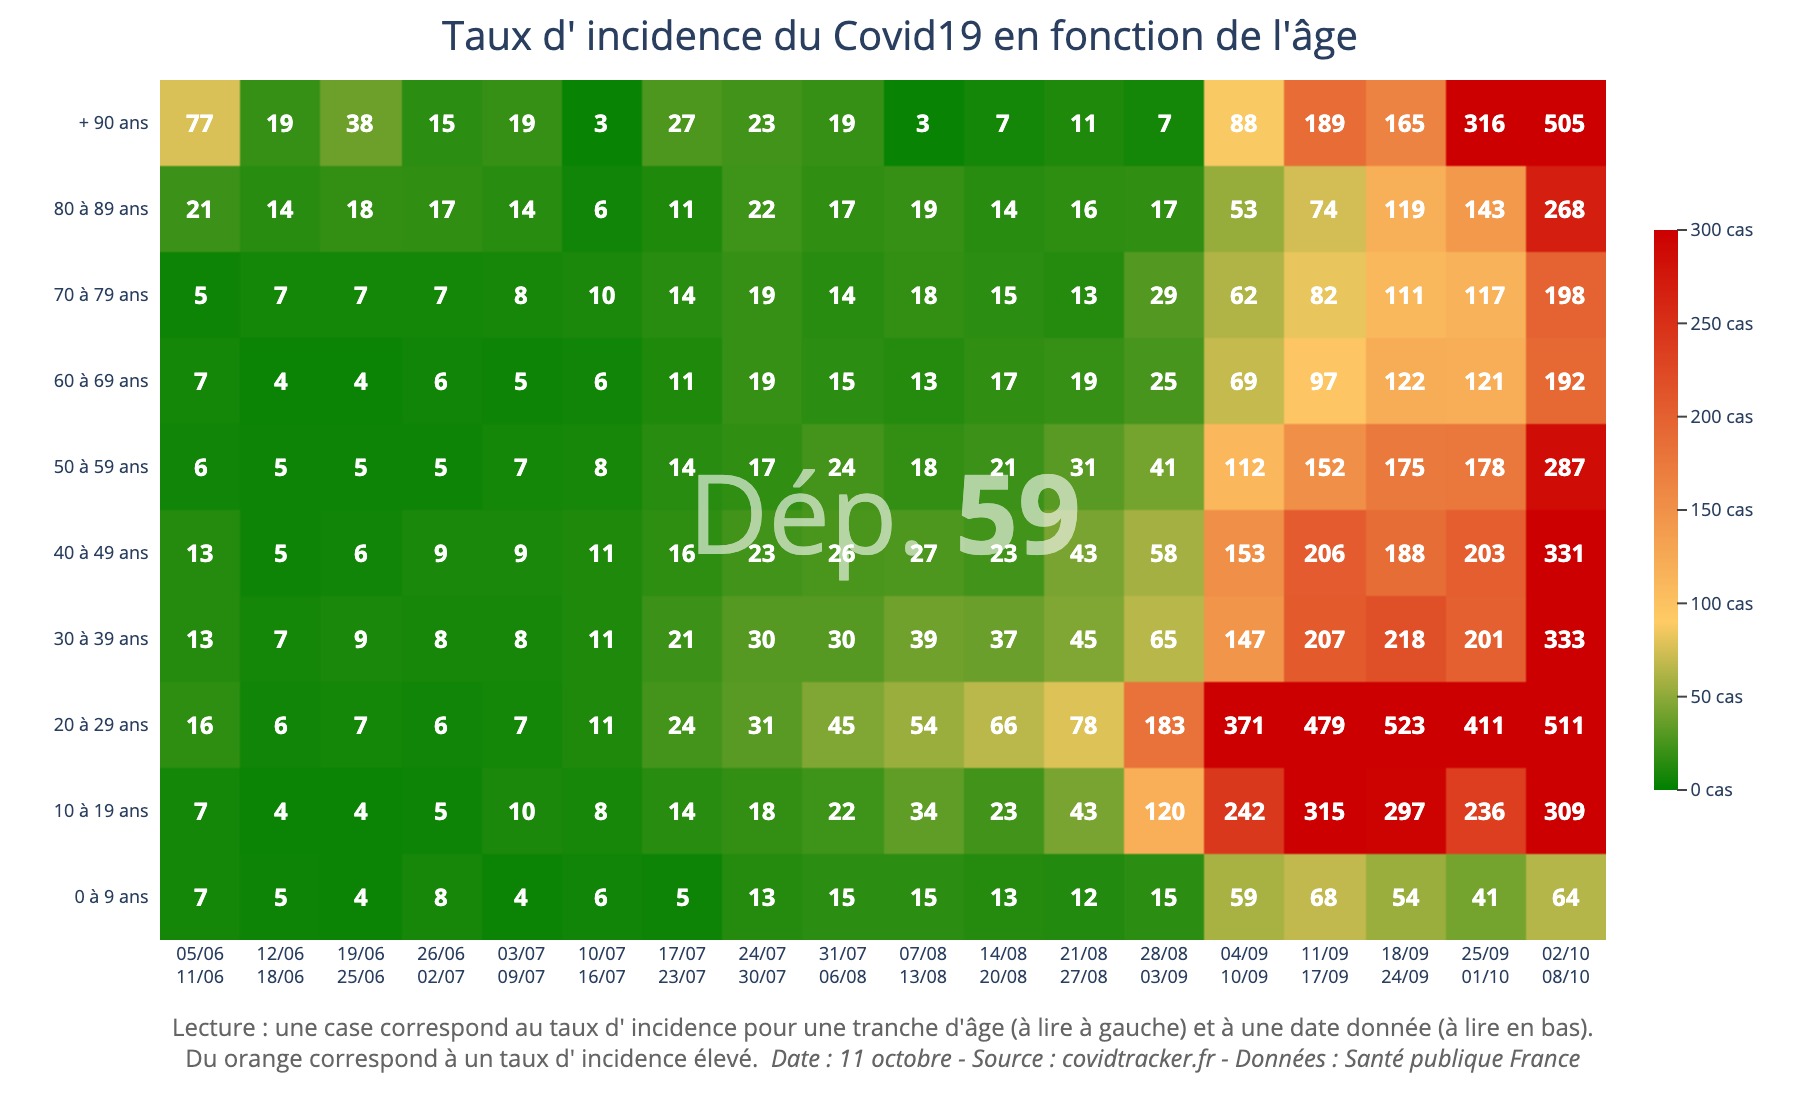 Taux d' incidence du Covid19 en fonction de l'âge
+ 90 ans 77 19 38 15 19 3 27 23 19 3 7 11 7 88 189 165 316 505
80 à 89 ans 21 14 18 17 14 6 11 22 17 19 14 16 17 53 74 119 143 268
70 à 79 ans 5 7 7 7 8 10 14 19 14 18 15 13 29 62 82 111 117 198
60 à 69 ans 7 4 4 6 5 6 11 19 15 13 17 19 25 69 97 122 121 192
50 à 59 ans 6 5 5 5 7 8 14 17 24 18 21 31 41 112 152 175 178 287
Dép. 59
40 à 49 ans 13 5 6 9 9 11 16 23 26 27 23 43 58 153 206 188 203 331
30 à 39 ans 13 7 9 8 8 11 21 30 30 39 37 45 65 147 207 218 201 333
20 à 29 ans 16 6 7 6 7 11 24 31 45 54 66 78 183 371 479 523 411 511
10 à 19 ans 7 4 4 5 10 8 14 18 22 34 23 43 120 242 315 297 236 309
0 à 9 ans 7 5 4 8 4 6 5 13 15 15 13 12 15 59 68 54 41 64
05/06 12/06 19/06 26/06 03/07 10/07 17/07 24/07 31/07 07/08 14/08 21/08 28/08 04/09 11/09 18/09 25/09 02/10
11/06 18/06 25/06 02/07 09/07 16/07 23/07 30/07 06/08 13/08 20/08 27/08 03/09 10/09 17/09 24/09 01/10 08/10
300 cas
250 cas
200 cas
150 cas
100 cas
50 cas
0 cas
Lecture : une case correspond au taux d' incidence pour une tranche d'âge (à lire à gauche) et à une date donnée (à lire en bas).
Du orange correspond à un taux d' incidence élevé. Date : 11 octobre - Source : covidtracker.fr - Données : Santé publique France